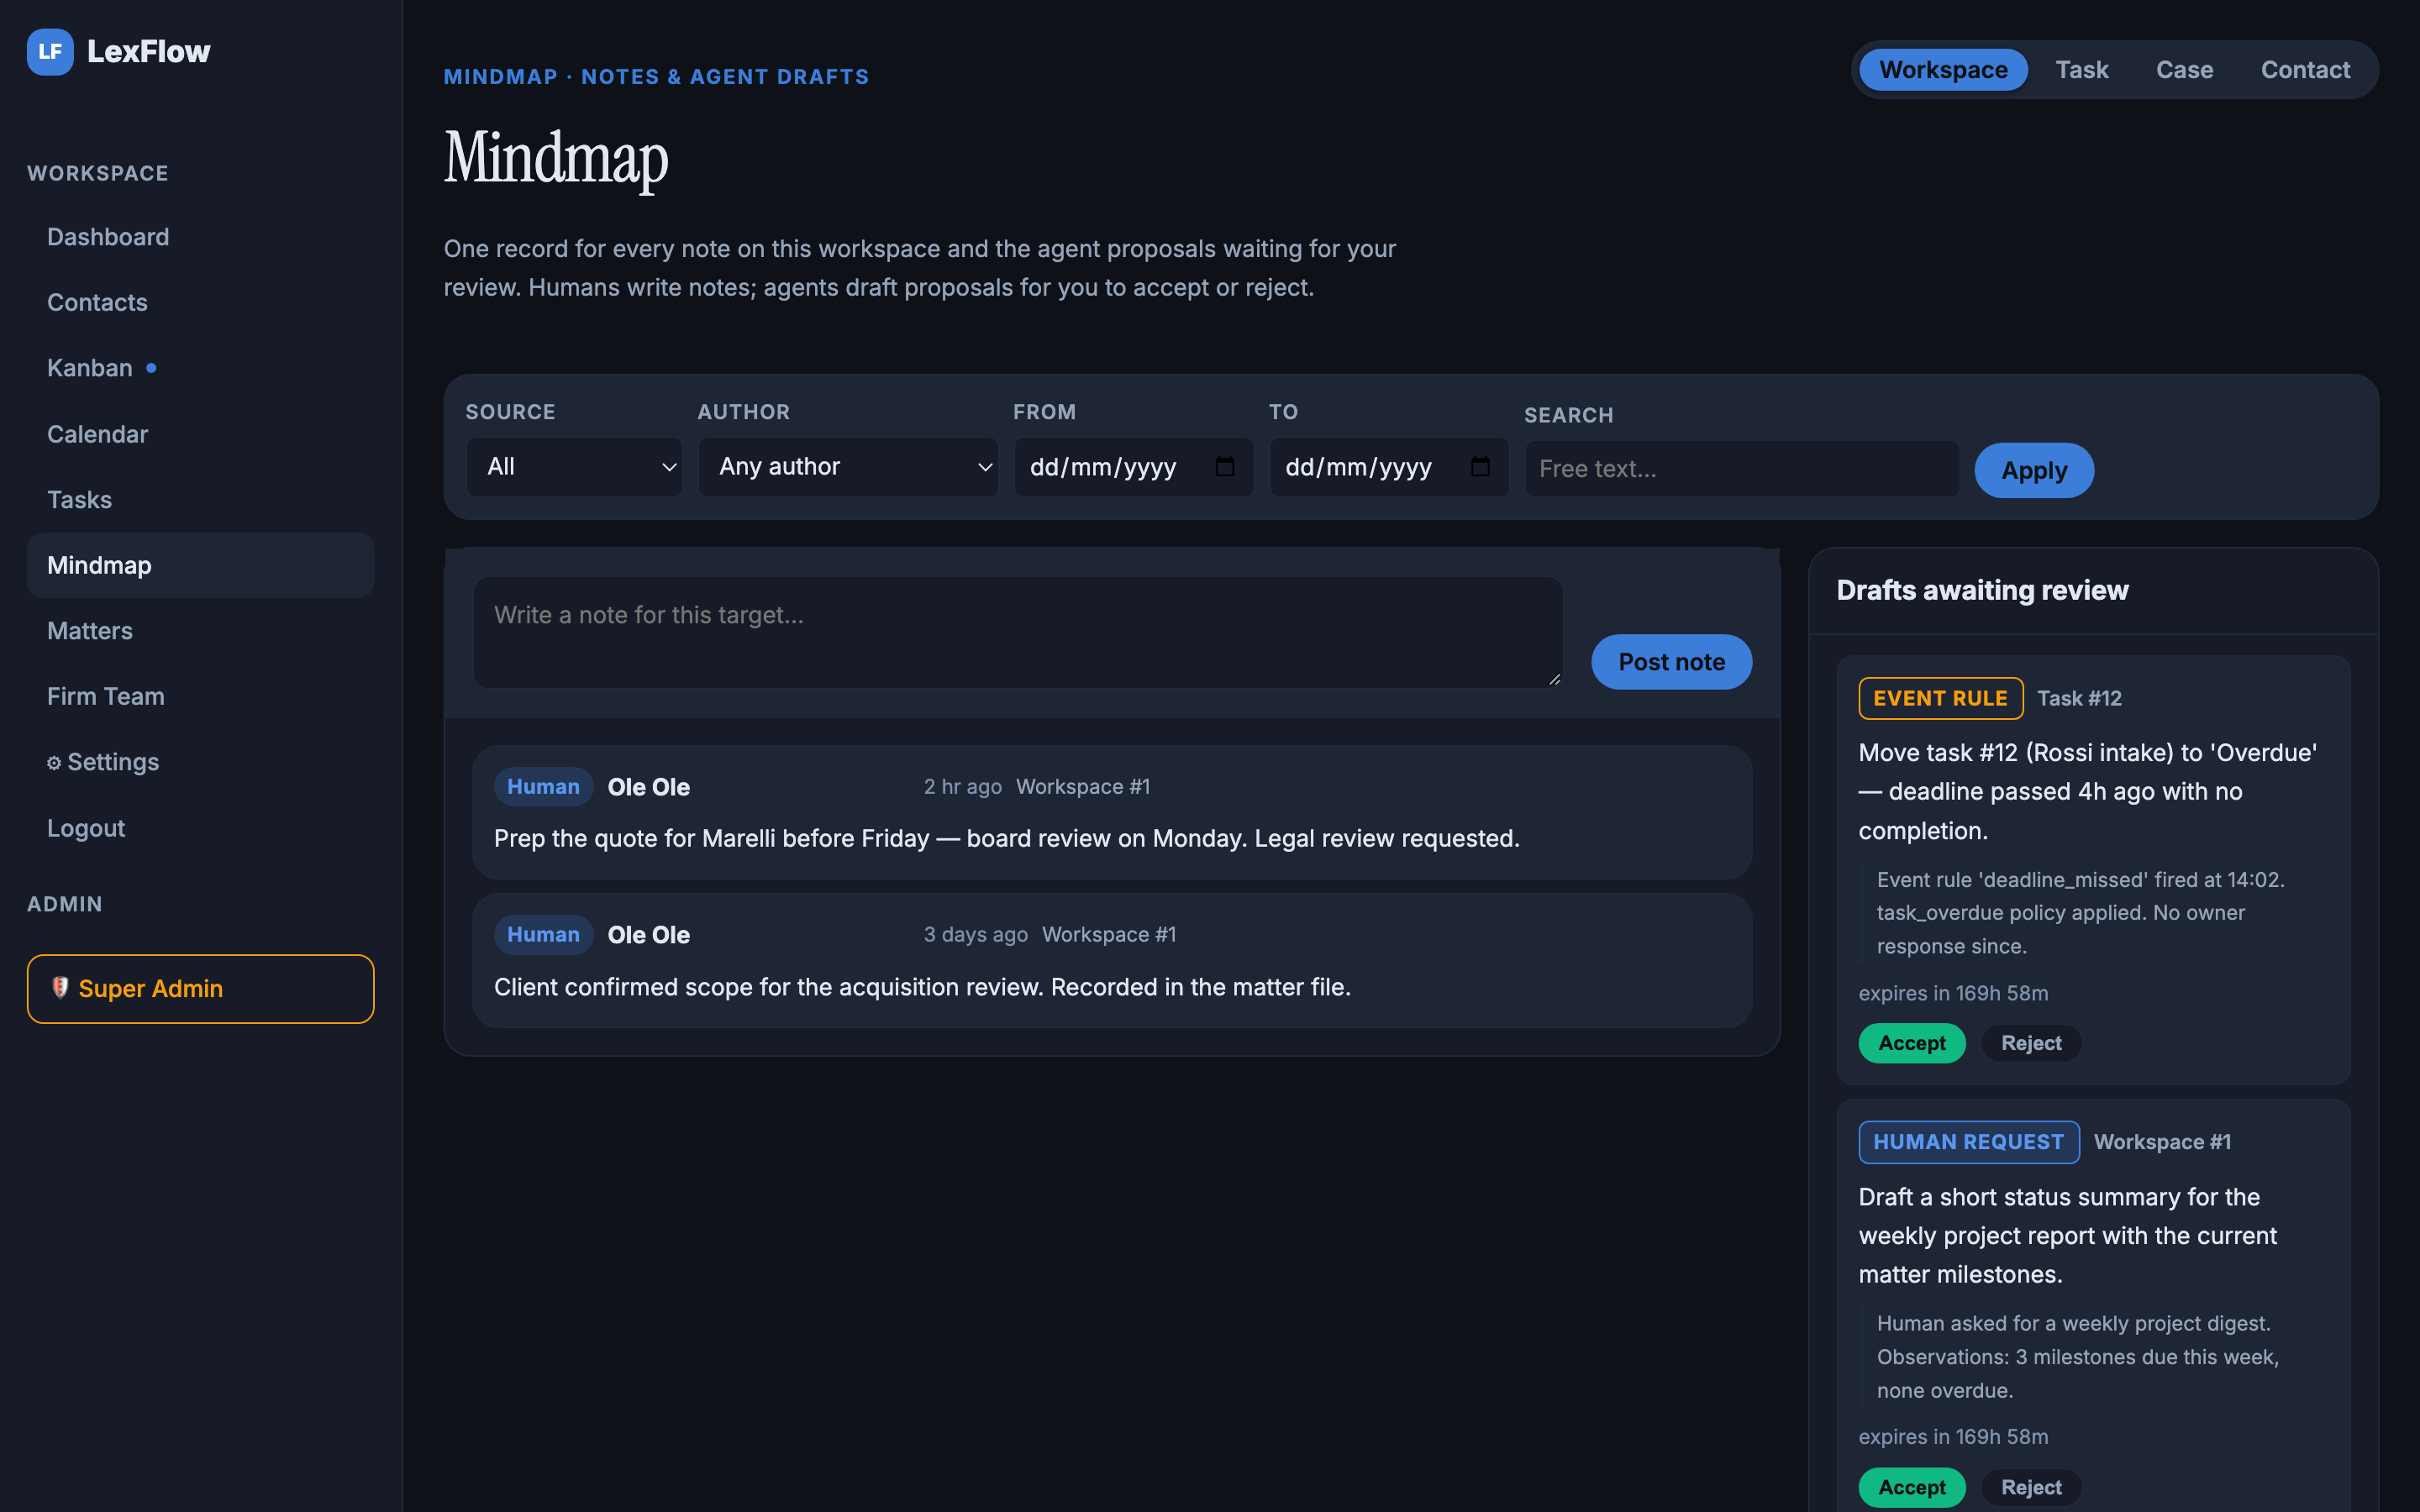 LF LexFlow
WORKSPACE
Dashboard
Contacts
Kanban
Calendar
Tasks
Mindmap
Matters
Firm Team
Settings
Logout
ADMIN
Super Admin
MINDMAP · NOTES & AGENT DRAFTS
Workspace Task Case Contact
Mindmap
One record for every note on this workspace and the agent proposals waiting for your
review. Humans write notes; agents draft proposals for you to accept or reject.
SOURCE AUTHOR FROM TO SEARCH
All Any author dd/mm/yyyy dd/mm/yyyy Free text... Apply
Write a note for this target...
Post note
Human Ole Ole 2 hr ago Workspace #1
Prep the quote for Marelli before Friday — board review on Monday. Legal review requested.
Human Ole Ole 3 days ago Workspace #1
Client confirmed scope for the acquisition review. Recorded in the matter file.
Drafts awaiting review
EVENT RULE Task #12
Move task #12 (Rossi intake) to 'Overdue'
— deadline passed 4h ago with no
completion.
Event rule 'deadline_missed' fired at 14:02.
task_overdue policy applied. No owner
response since.
expires in 169h 58m
Accept Reject
HUMAN REQUEST Workspace #1
Draft a short status summary for the
weekly project report with the current
matter milestones.
Human asked for a weekly project digest.
Observations: 3 milestones due this week,
none overdue.
expires in 169h 58m
Accept Reject